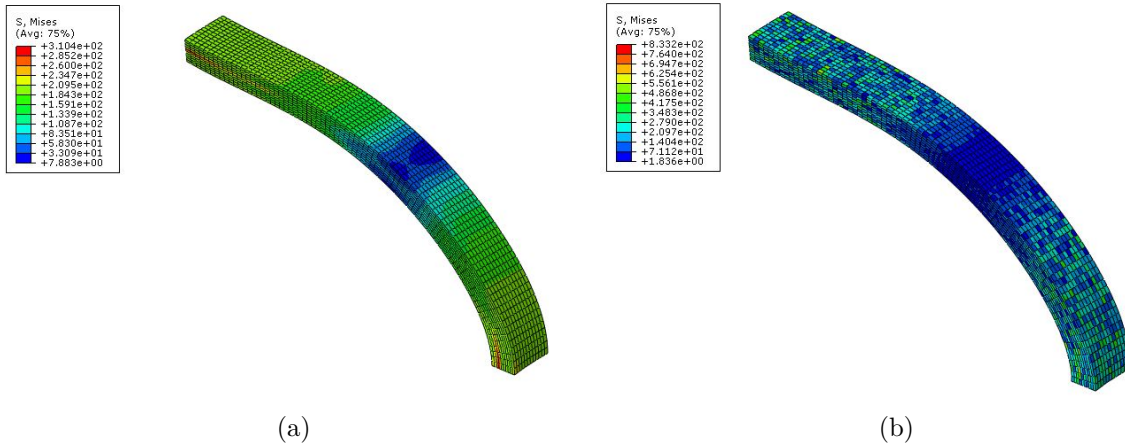 S, Mises
(Avg: 75%)
+3.104e+02
+2.852e+02
+2.600e+02
+2.347e+02
+2.095e+02
+1.843e+02
+1.591e+02
+1.339e+02
+1.087e+02
+8.351e+01
+5.830e+01
+3.309e+01
+7.883e+00
S, Mises
(Avg: 75%)
+8.332e+02
+7.640e+02
+6.947e+02
+6.254e+02
+5.561e+02
+4.868e+02
+4.175e+02
+3.483e+02
+2.790e+02
+2.097e+02
+1.404e+02
+7.112e+01
+1.836e+00
(a)
(b)